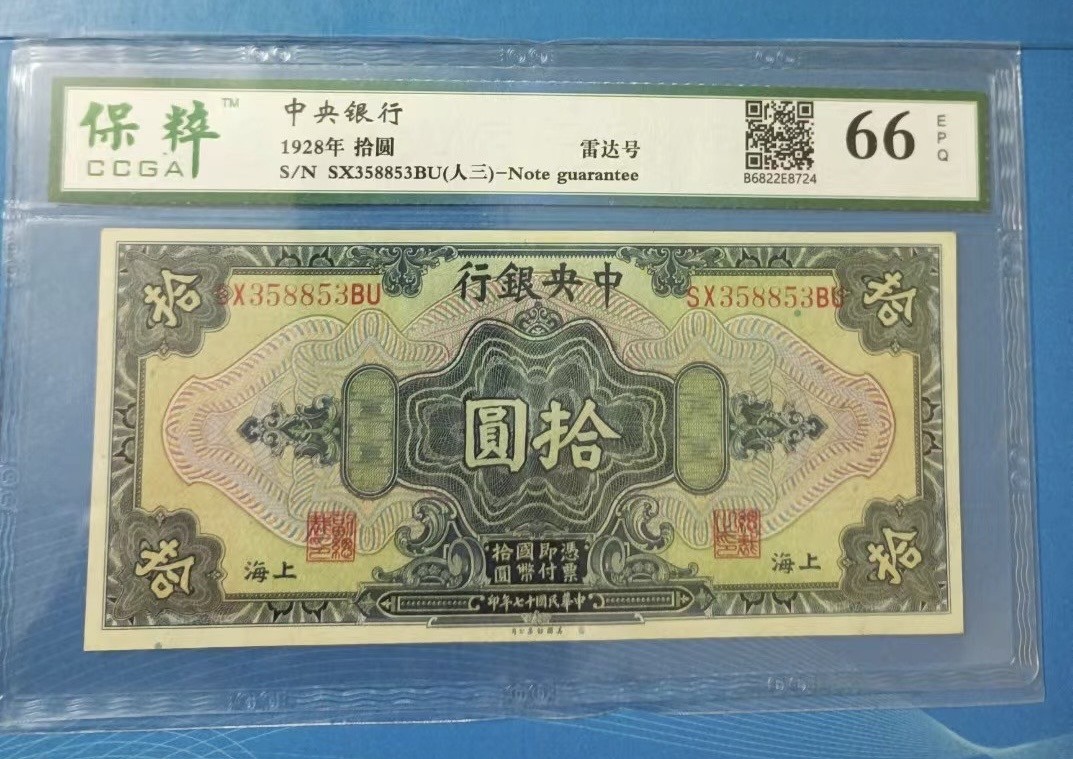 保粹™
CCGA
中央银行
1928年 拾圆 雷达号
S/N SX358853BU(人三)-Note guarantee
B6822E8724
66
EPQ
中央銀行
SX358853BU SX358853BU
拾 拾
拾圓
上海 上海
憑票即付國幣拾圓
中華民國十七年印
拾 拾